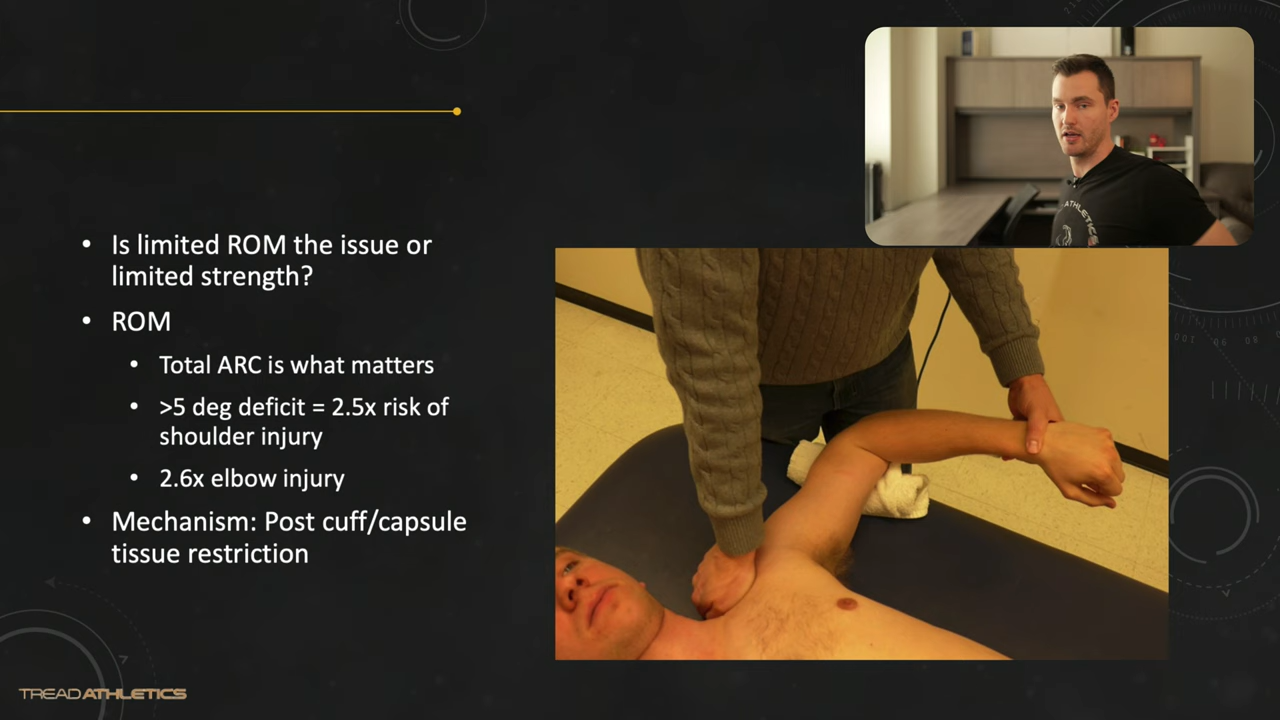 Is limited ROM the issue or
limited strength?
ROM
Total ARC is what matters
>5 deg deficit = 2.5x risk of
shoulder injury
2.6x elbow injury
Mechanism: Post cuff/capsule
tissue restriction
TREADATHLETICS